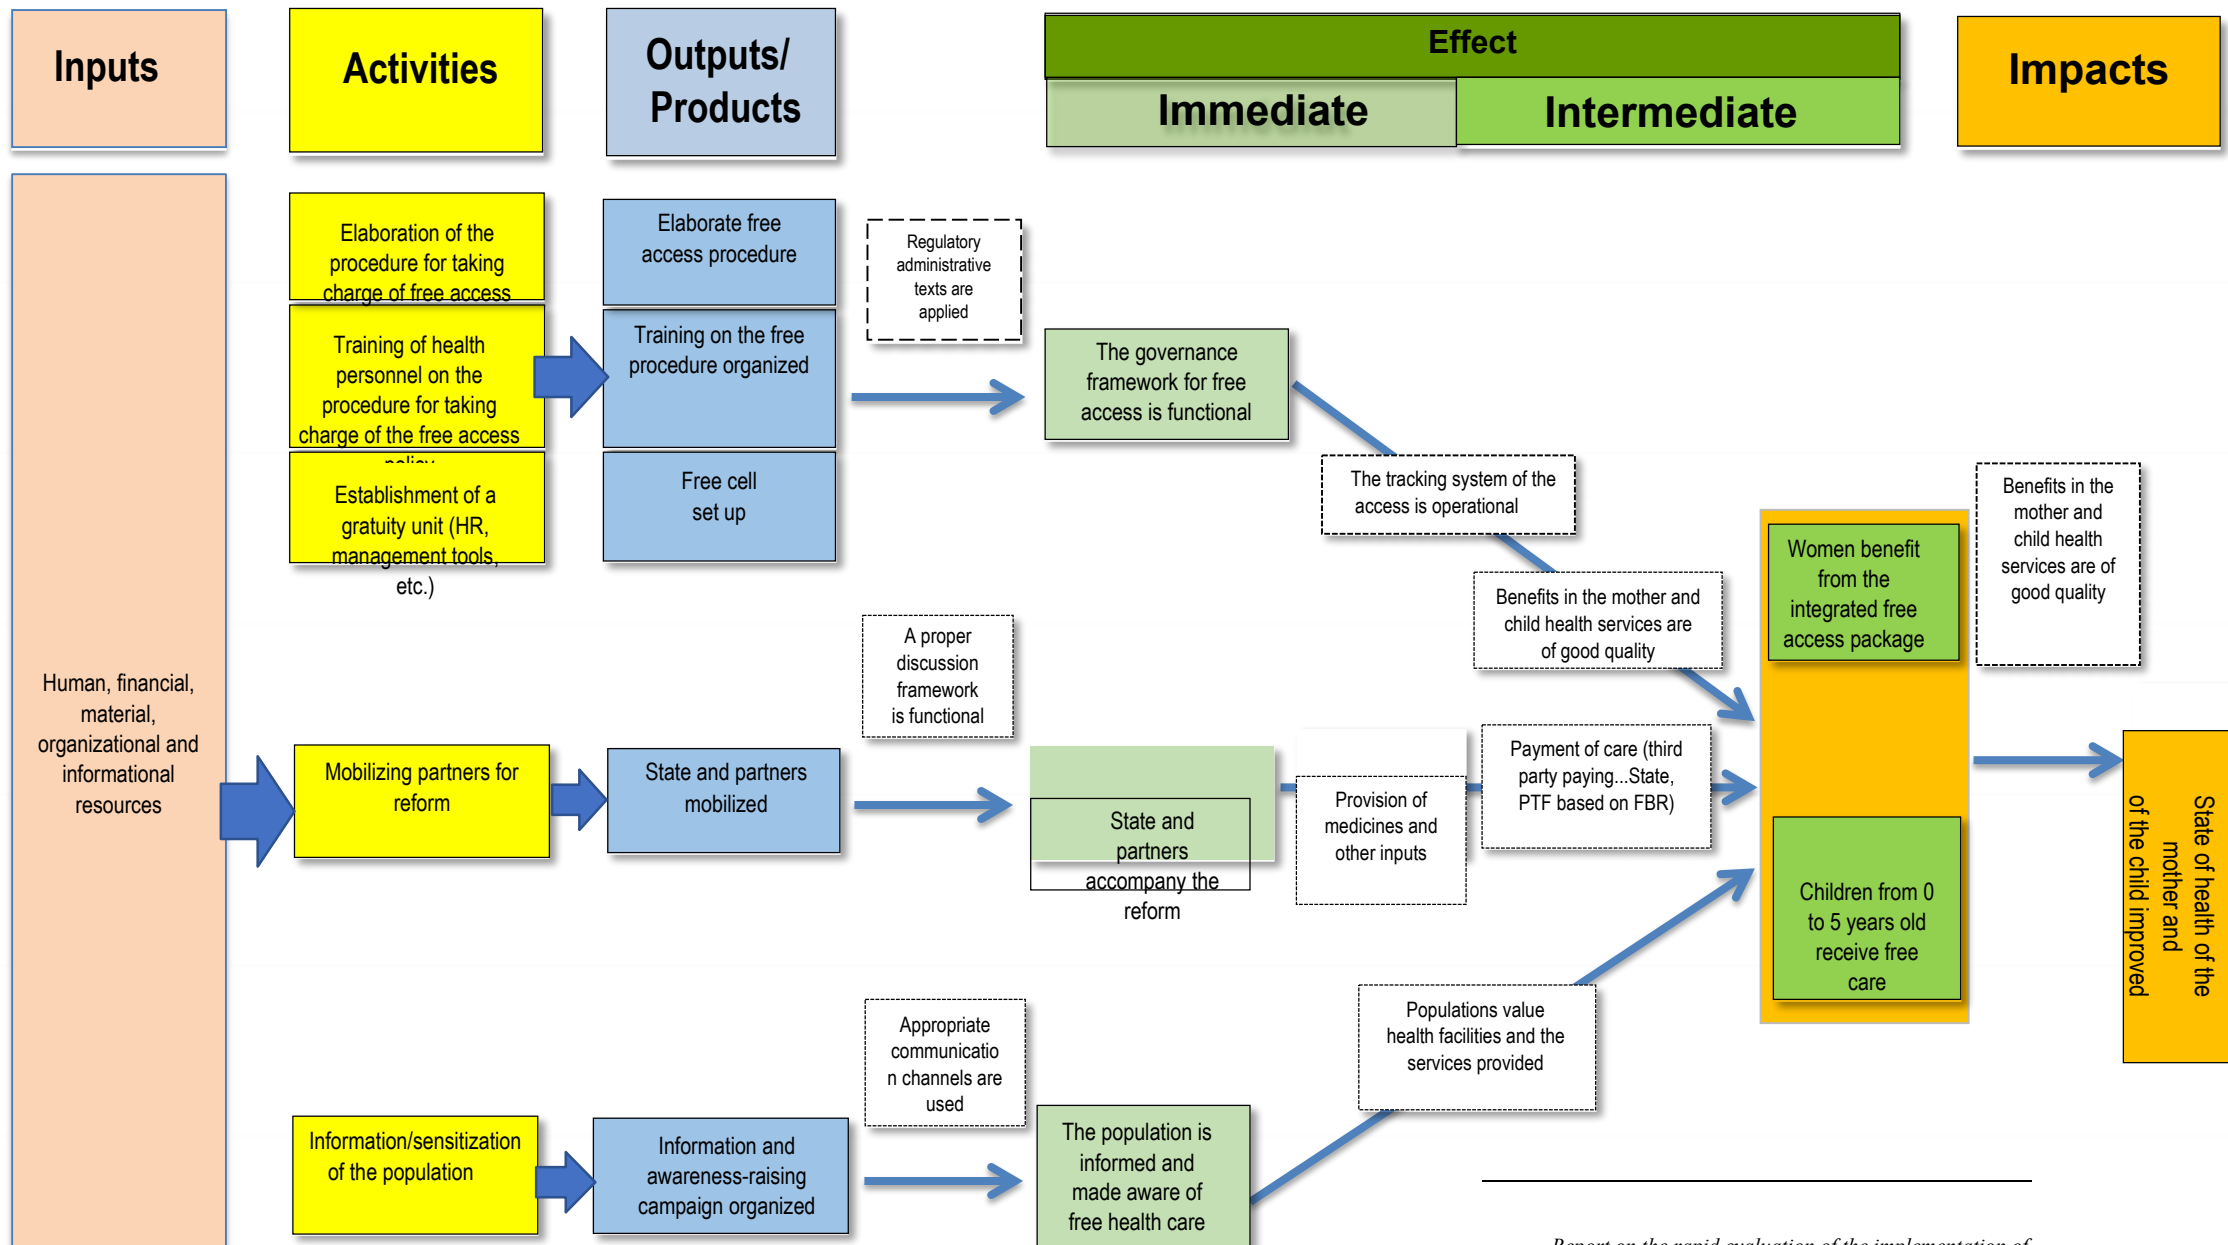 Inputs
Activities
Outputs/
Products
Effect
Immediate
Intermediate
Impacts
Human, financial,
material,
organizational and
informational
resources
Elaboration of the
procedure for taking
charge of free access
Training of health
personnel on the
procedure for taking
charge of the free access
policy
Establishment of a
gratuity unit (HR,
management tools,
etc.)
Elaborate free
access procedure
Training on the free
procedure organized
Free cell
set up
Regulatory
administrative
texts are
applied
The governance
framework for free
access is functional
The tracking system of the
access is operational
Benefits in the mother and
child health services are
of good quality
Women benefit
from the
integrated free
access package
Benefits in the
mother and
child health
services are of
good quality
Mobilizing partners for
reform
State and partners
mobilized
A proper
discussion
framework
is functional
State and
partners
accompany the
reform
Provision of
medicines and
other inputs
Payment of care (third
party paying...State,
PTF based on FBR)
Children from 0
to 5 years old
receive free
care
State of health of the
mother and
of the child improved
Information/sensitization
of the population
Information and
awareness-raising
campaign organized
Appropriate
communicatio
n channels are
used
The population is
informed and
made aware of
free health care
Populations value
health facilities and the
services provided
Report on the rapid evaluation of the implementation of